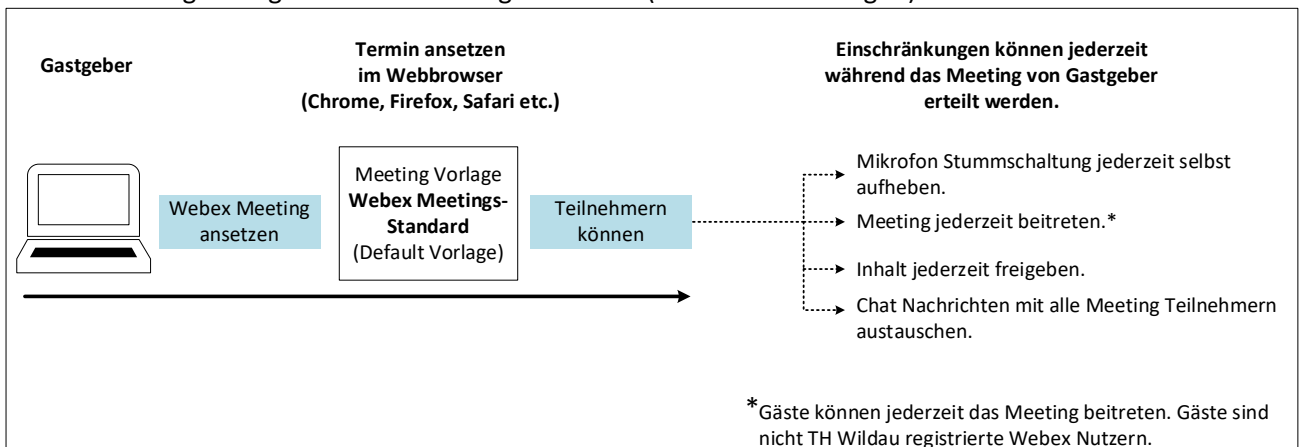 Gastgeber
Termin ansetzen
im Webbrowser
(Chrome, Firefox, Safari etc.)
Einschränkungen können jederzeit
während das Meeting von Gastgeber
erteilt werden.
Webex Meeting
ansetzen
Meeting Vorlage
Webex Meetings-
Standard
(Default Vorlage)
Teilnehmern
können
Mikrofon Stummschaltung jederzeit selbst
aufheben.
Meeting jederzeit beitreten.*
Inhalt jederzeit freigeben.
Chat Nachrichten mit alle Meeting Teilnehmern
austauschen.
*Gäste können jederzeit das Meeting beitreten. Gäste sind
nicht TH Wildau registrierte Webex Nutzern.